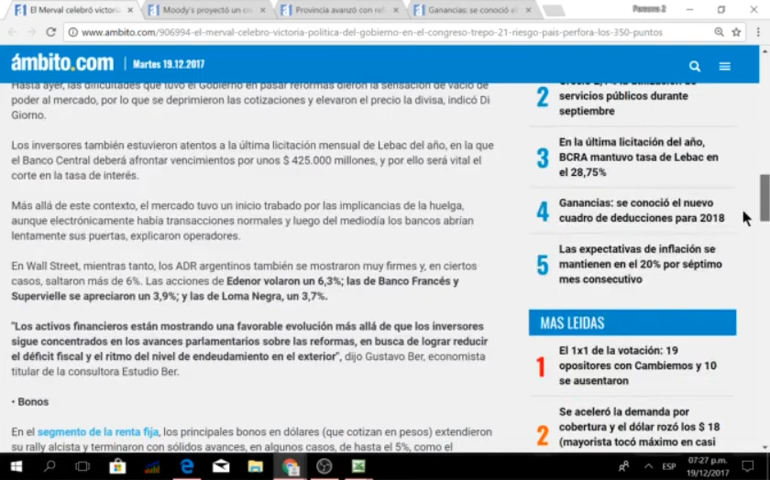 El Merval celebró victoria
Moody's proyectó un cre
Provincia avanzó con ref
Ganancias: se conoció el
Persona 2
www.ambito.com/906994-el-merval-celebro-victoria-politica-del-gobierno-en-el-congreso-trepo-21-riesgo-pais-perfora-los-350-puntos
ámbito.com | Martes 19.12.2017
Hasta ayer, las dificultades que tuvo el Gobierno en pasar reformas dieron la sensación de vacío de
poder al mercado, por lo que se deprimieron las cotizaciones y elevaron el precio la divisa, indicó Di
Giorno.
Los inversores también estuvieron atentos a la última licitación mensual de Lebac del año, en la que
el Banco Central deberá afrontar vencimientos por unos $ 425.000 millones, y por ello será vital el
corte en la tasa de interés.
Más allá de este contexto, el mercado tuvo un inicio trabado por las implicancias de la huelga,
aunque electrónicamente había transacciones normales y luego del mediodía los bancos abrían
lentamente sus puertas, explicaron operadores.
En Wall Street, mientras tanto, los ADR argentinos también se mostraron muy firmes y, en ciertos
casos, saltaron más de 6%. Las acciones de Edenor volaron un 6,3%; las de Banco Francés y
Supervielle se apreciaron un 3,9%; y las de Loma Negra, un 3,7%.
"Los activos financieros están mostrando una favorable evolución más allá de que los inversores
sigue concentrados en los avances parlamentarios sobre las reformas, en busca de lograr reducir
el déficit fiscal y el ritmo del nivel de endeudamiento en el exterior", dijo Gustavo Ber, economista
titular de la consultora Estudio Ber.
• Bonos
En el segmento de la renta fija, los principales bonos en dólares (que cotizan en pesos) extendieron
su rally alcista y terminaron con sólidos avances, en algunos casos, de hasta el 5%, como el
2
servicios públicos durante
septiembre
3
En la última licitación del año,
BCRA mantuvo tasa de Lebac en
el 28,75%
4
Ganancias: se conoció el nuevo
cuadro de deducciones para 2018
5
Las expectativas de inflación se
mantienen en el 20% por séptimo
mes consecutivo
MAS LEIDAS
1
El 1x1 de la votación: 19
opositores con Cambiemos y 10
se ausentaron
2
Se aceleró la demanda por
cobertura y el dólar rozó los $ 18
(mayorista tocó máximo en casi
ESP
07:27 p.m.
19/12/2017